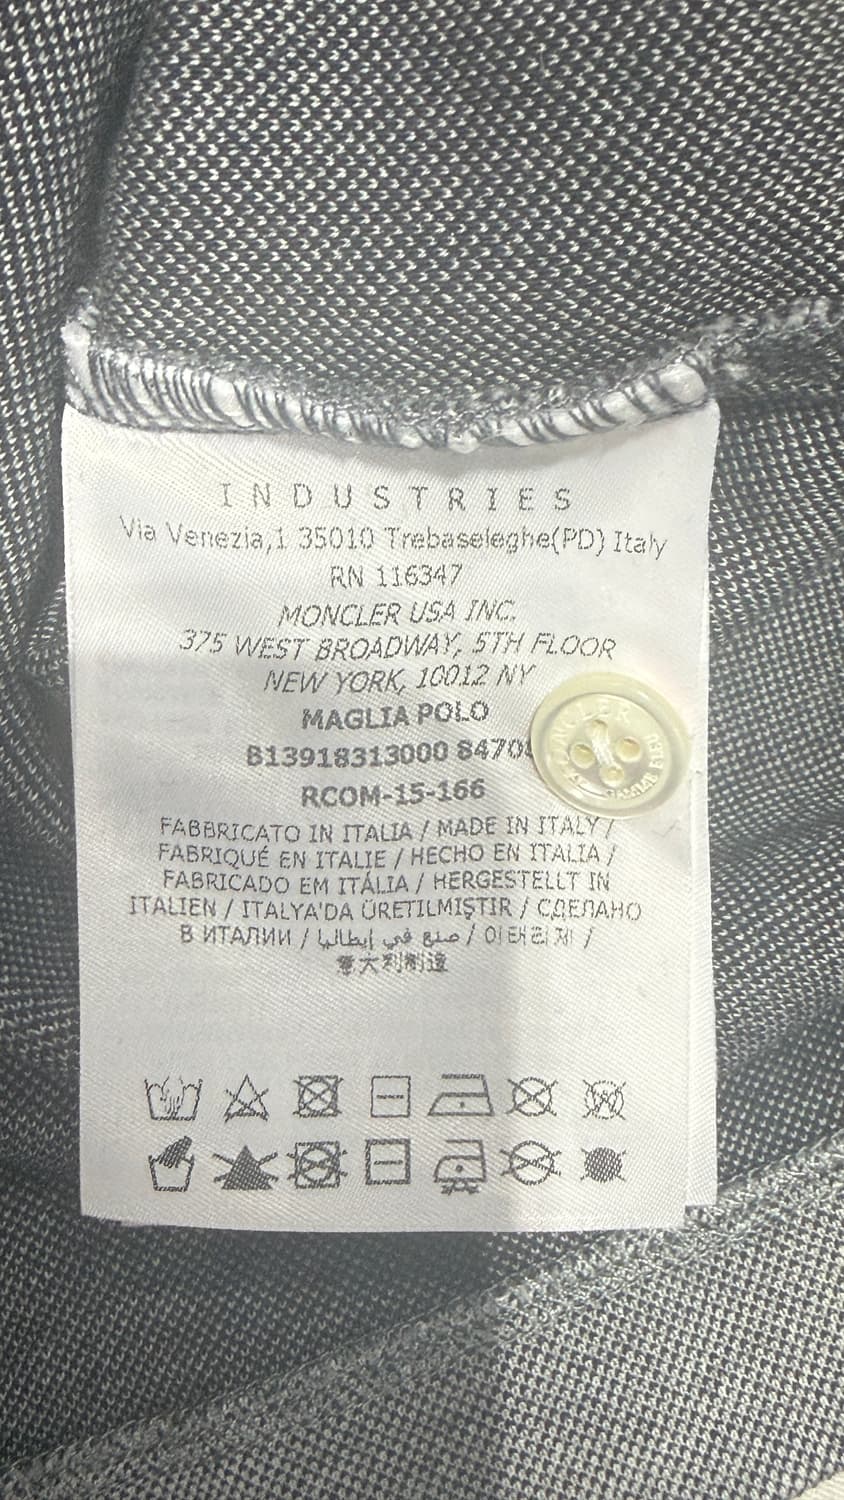 INDUSTRIES
Via Venezia,1 35010 Trebaseleghe(PD) Italy
RN 116347
MONCLER USA INC.
375 WEST BROADWAY, 5TH FLOOR
NEW YORK, 10012 NY
MAGLIA POLO
B13918313000
RCOM-15-166
FABBRICATO IN ITALIA / MADE IN ITALY /
FABRIQUÉ EN ITALIE / HECHO EN ITALIA /
FABRICADO EM ITÁLIA / HERGESTELLT IN
ITALIEN / ITALYA'DA ÜRETILMIŞTIR / СДЕЛАНО
В ИТАЛИИ / صنع في إيطاليا / 이태리제 /
意大利制造
MONCLER